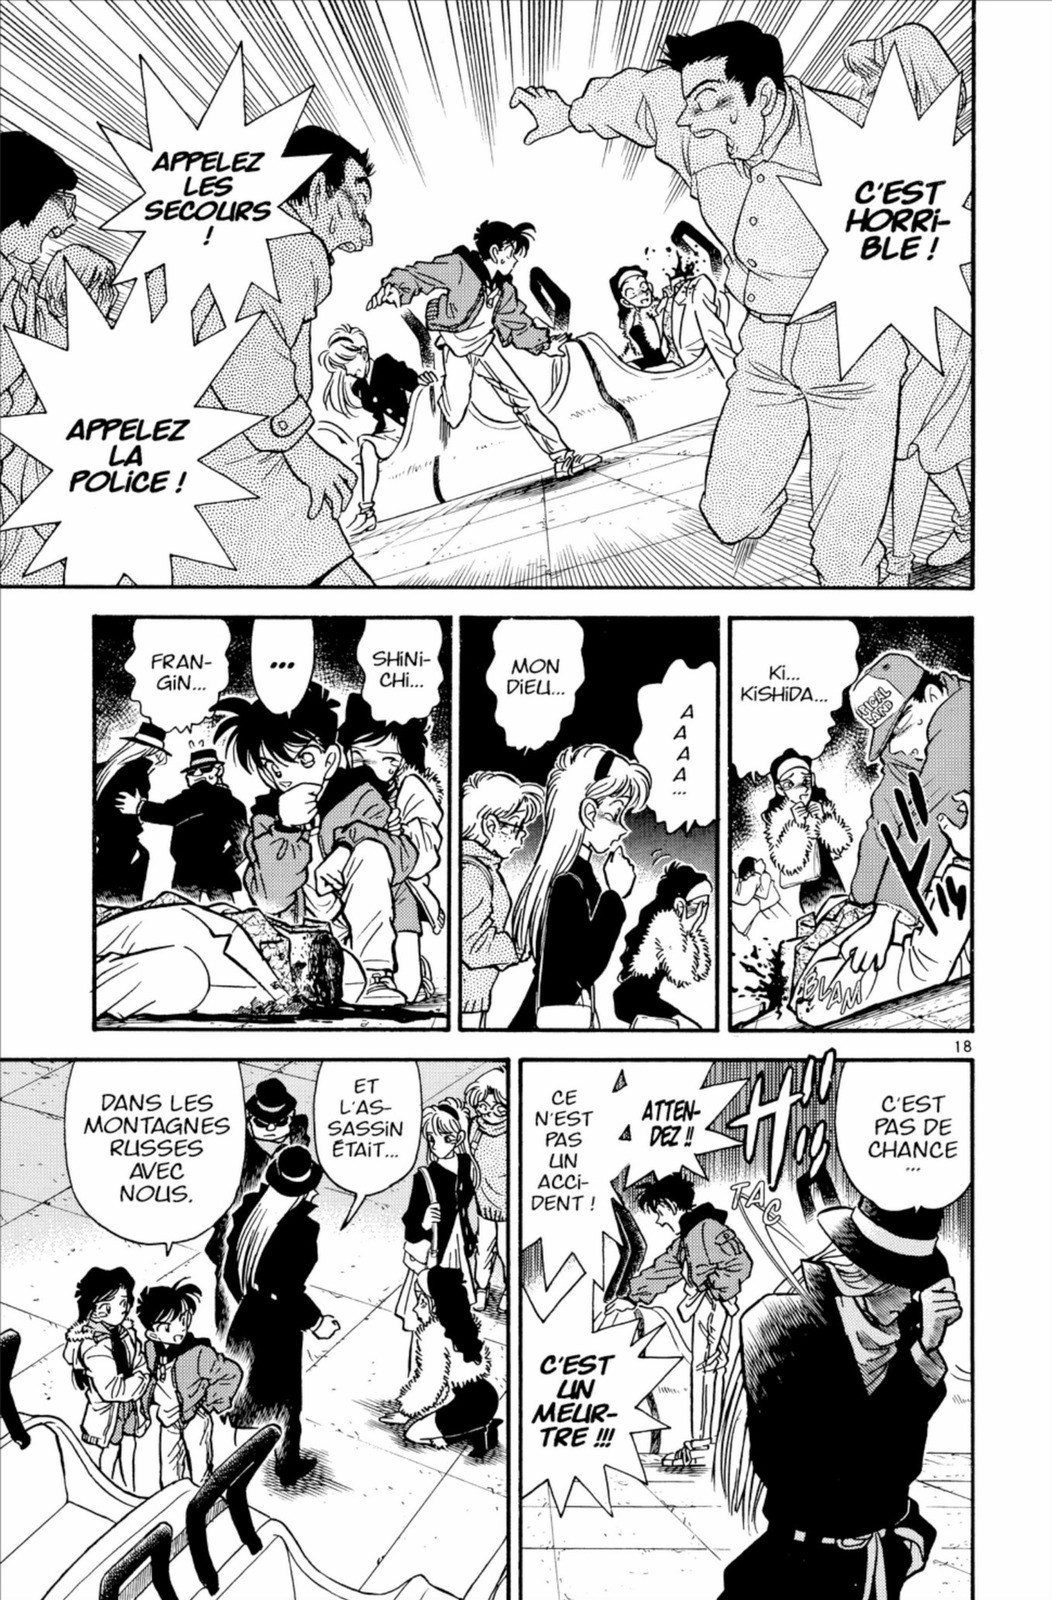 C'EST
HORRI-
BLE !
APPELEZ
LES
SECOURS
!
APPELEZ
LA
POLICE !
KI...
KISHIDA...
BLAM
A
A
A
A...
MON
DIEU...
SHINI-
CHI...
...
FRAN-
GIN...
18
C'EST
PAS DE
CHANCE
...
TAC
ATTEN-
DEZ !!
CE
N'EST
PAS
UN
ACCI-
DENT !
C'EST
UN
MEUR-
TRE !!!
ET
L'AS-
SASSIN
ÉTAIT...
DANS LES
MONTAGNES
RUSSES
AVEC
NOUS.